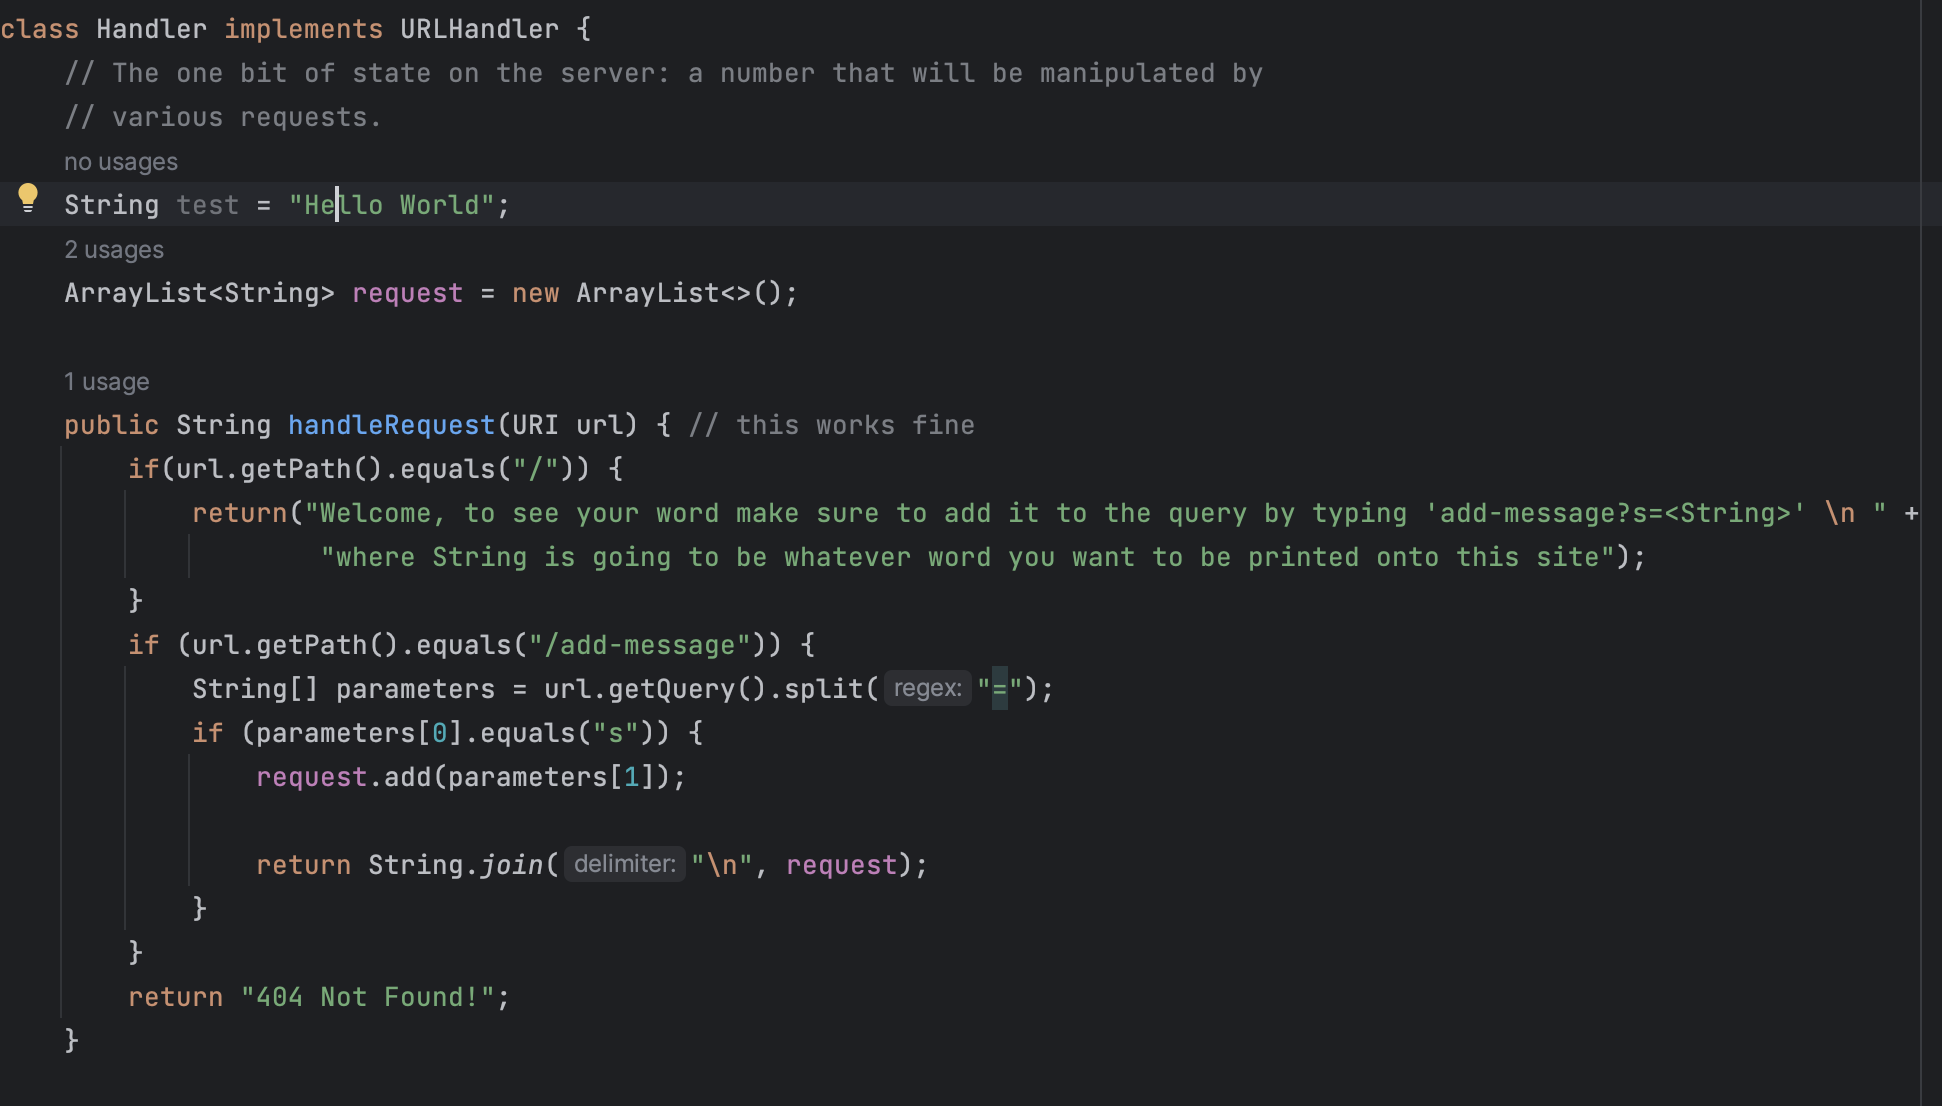 class Handler implements URLHandler {
// The one bit of state on the server: a number that will be manipulated by
// various requests.
no usages
String test = "Hello World";
2 usages
ArrayList<String> request = new ArrayList<>();
1 usage
public String handleRequest(URI url) { // this works fine
if(url.getPath().equals("/")) {
return("Welcome, to see your word make sure to add it to the query by typing 'add-message?s=<String>' \n " +
"where String is going to be whatever word you want to be printed onto this site");
}
if (url.getPath().equals("/add-message")) {
String[] parameters = url.getQuery().split( regex: "=");
if (parameters[0].equals("s")) {
request.add(parameters[1]);
return String.join( delimiter: "\n", request);
}
}
return "404 Not Found!";
}